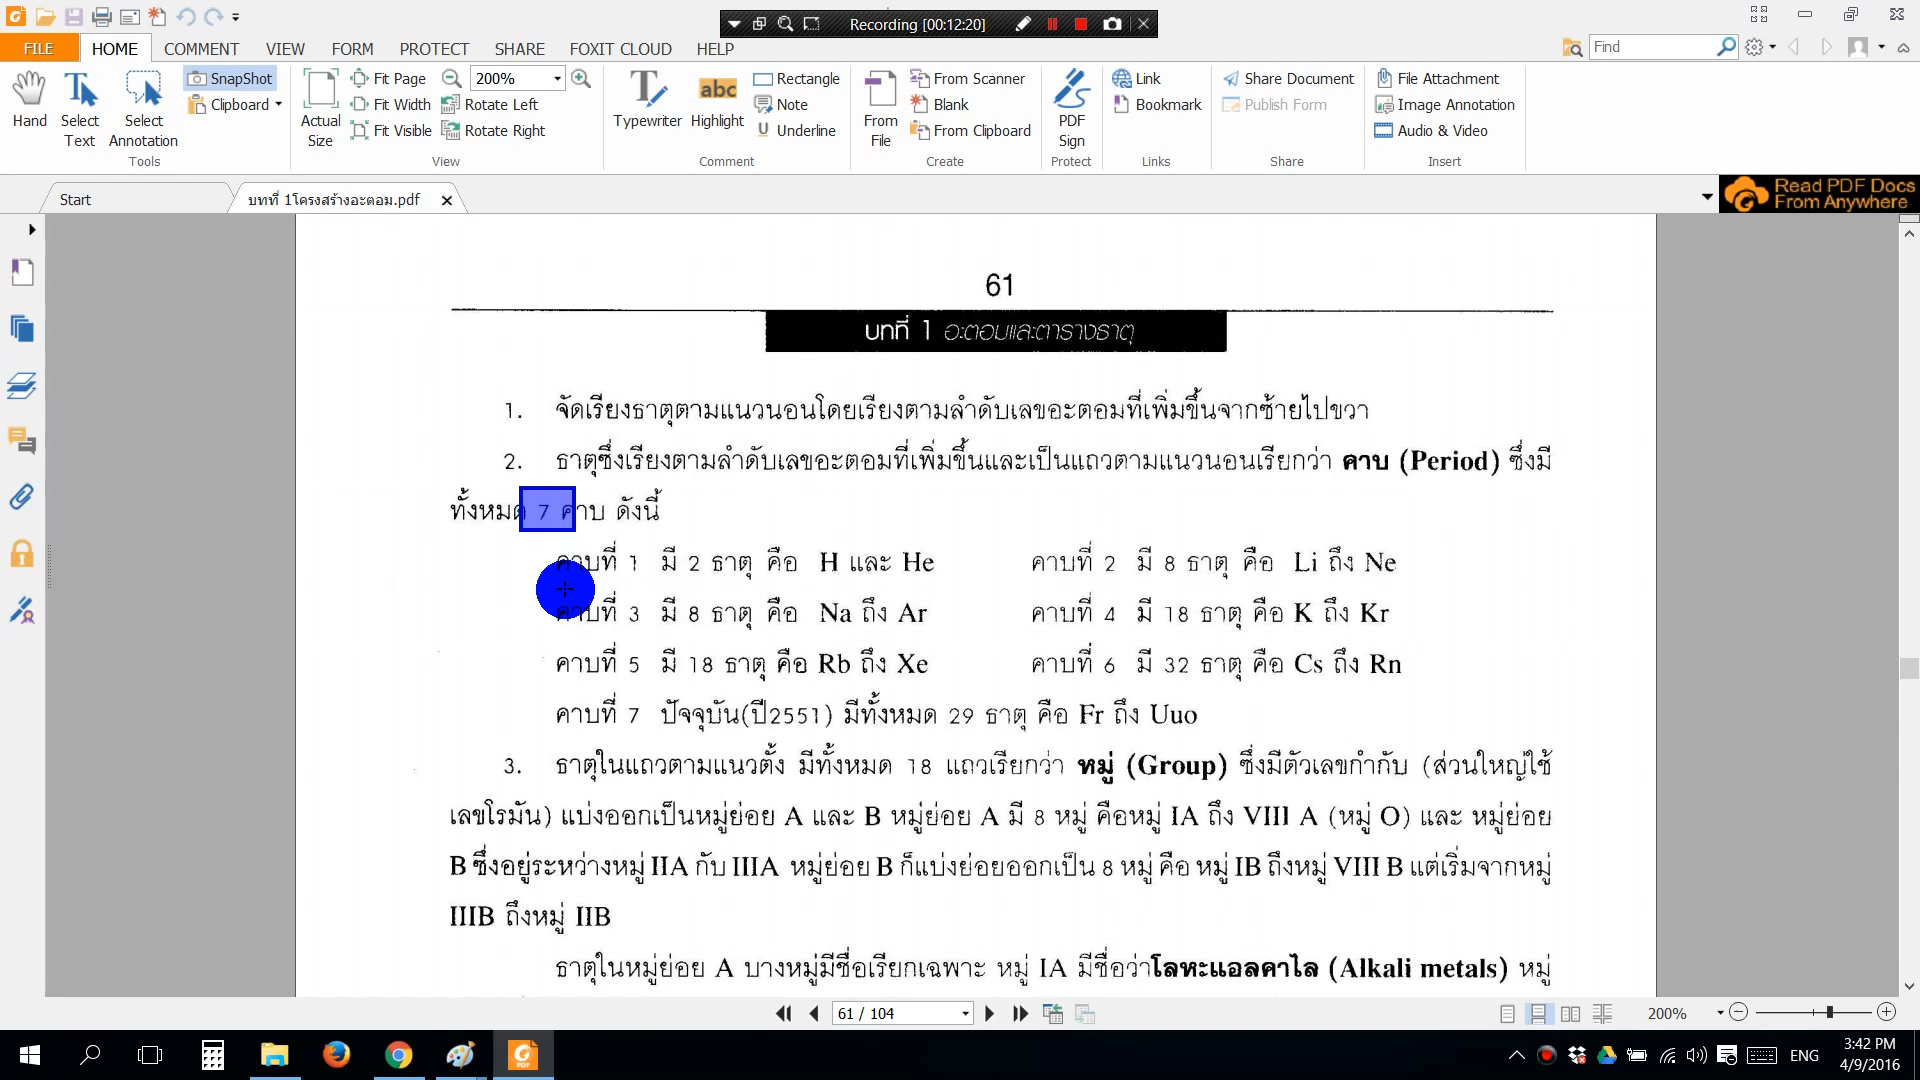 Recording [00:12:20]
FILE HOME COMMENT VIEW FORM PROTECT SHARE FOXIT CLOUD HELP Find
Hand
Select Text
Select Annotation
SnapShot
Clipboard
Tools
Actual Size
Fit Page
Fit Width
Fit Visible
200%
Rotate Left
Rotate Right
View
Typewriter
Highlight
Rectangle
Note
Underline
Comment
From File
From Scanner
Blank
From Clipboard
Create
PDF Sign
Protect
Link
Bookmark
Links
Share Document
Publish Form
Share
File Attachment
Image Annotation
Audio & Video
Insert
Start บทที่ 1โครงสร้างอะตอม.pdf
Read PDF Docs
From Anywhere
61
บทที่ 1 อะตอมและตารางธาตุ
1. จัดเรียงธาตุตามแนวนอนโดยเรียงตามลำดับเลขอะตอมที่เพิ่มขึ้นจากซ้ายไปขวา
2. ธาตุซึ่งเรียงตามลำดับเลขอะตอมที่เพิ่มขึ้นและเป็นแถวตามแนวนอนเรียกว่า คาบ (Period) ซึ่งมี
ทั้งหมด 7 คาบ ดังนี้
คาบที่ 1 มี 2 ธาตุ คือ H และ He คาบที่ 2 มี 8 ธาตุ คือ Li ถึง Ne
คาบที่ 3 มี 8 ธาตุ คือ Na ถึง Ar คาบที่ 4 มี 18 ธาตุ คือ K ถึง Kr
คาบที่ 5 มี 18 ธาตุ คือ Rb ถึง Xe คาบที่ 6 มี 32 ธาตุ คือ Cs ถึง Rn
คาบที่ 7 ปัจจุบัน(ปี2551) มีทั้งหมด 29 ธาตุ คือ Fr ถึง Uuo
3. ธาตุในแถวตามแนวตั้ง มีทั้งหมด 18 แถวเรียกว่า หมู่ (Group) ซึ่งมีตัวเลขกำกับ (ส่วนใหญ่ใช้
เลขโรมัน) แบ่งออกเป็นหมู่ย่อย A และ B หมู่ย่อย A มี 8 หมู่ คือหมู่ IA ถึง VIII A (หมู่ O) และ หมู่ย่อย
B ซึ่งอยู่ระหว่างหมู่ IIA กับ IIIA หมู่ย่อย B ก็แบ่งย่อยออกเป็น 8 หมู่ คือ หมู่ IB ถึงหมู่ VIII B แต่เริ่มจากหมู่
IIIB ถึงหมู่ IIB
ธาตุในหมู่ย่อย A บางหมู่มีชื่อเรียกเฉพาะ หมู่ IA มีชื่อว่าโลหะแอลคาไล (Alkali metals) หมู่
61 / 104 200%
ENG 3:42 PM
4/9/2016